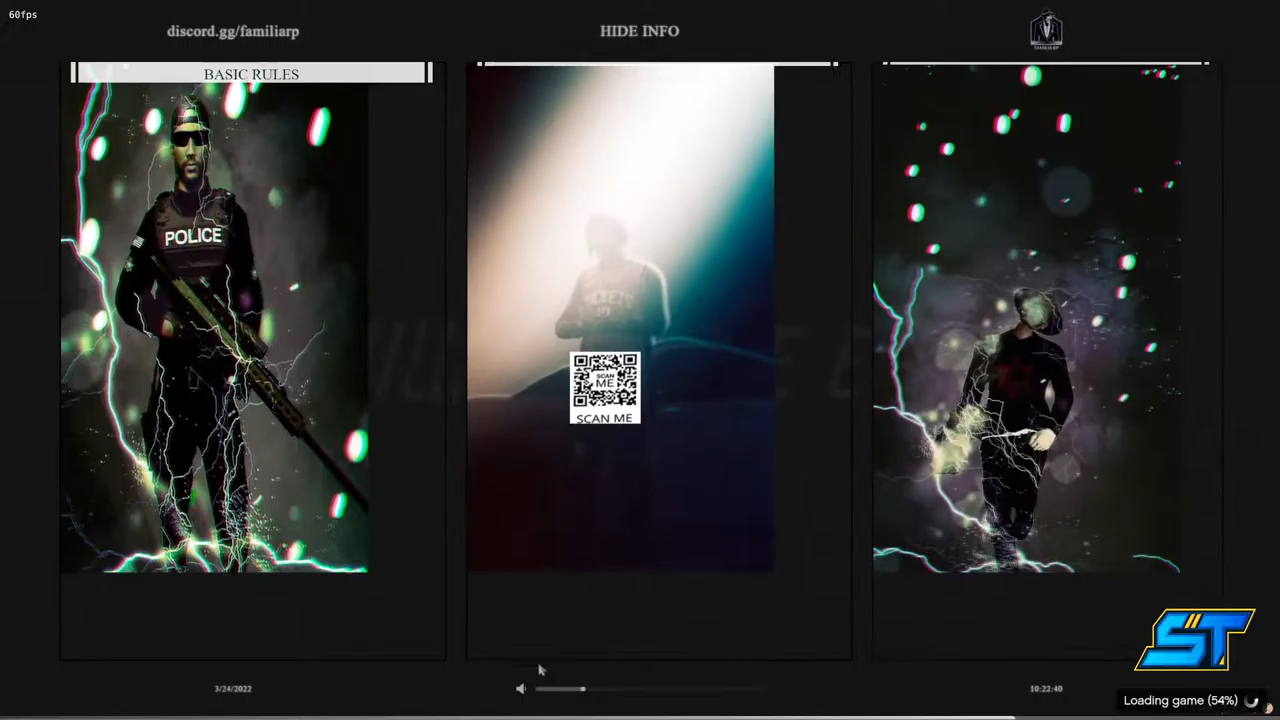 60fps
discord.gg/familiarp
HIDE INFO
BASIC RULES
POLICE
SCAN
ME
SCAN ME
3/24/2022
10:22:40
ST
Loading game (54%)